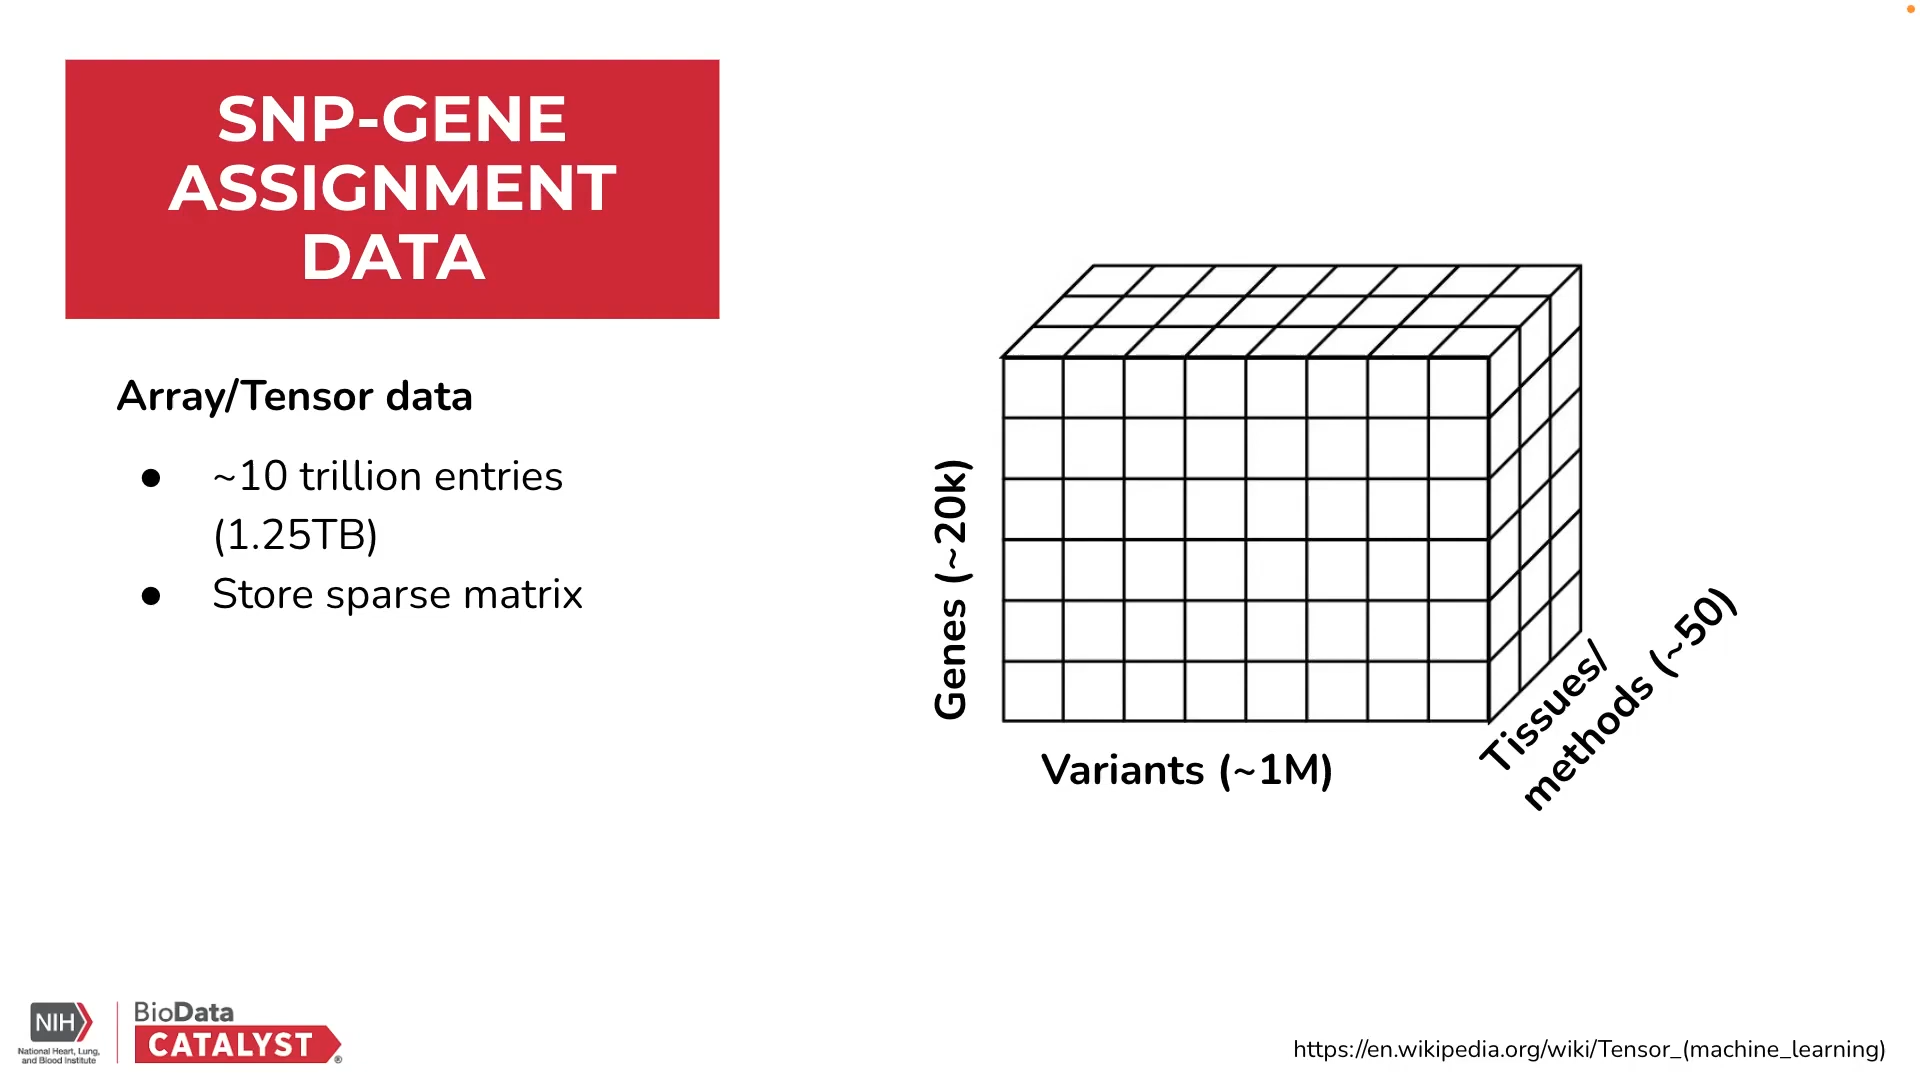 SNP-GENE
ASSIGNMENT
DATA
Array/Tensor data
● ~10 trillion entries
(1.25TB)
● Store sparse matrix
Genes (~20k)
Variants (~1M)
Tissues/
methods (~50)
NIH
National Heart, Lung,
and Blood Institute
BioData
CATALYST®
https://en.wikipedia.org/wiki/Tensor_(machine_learning)